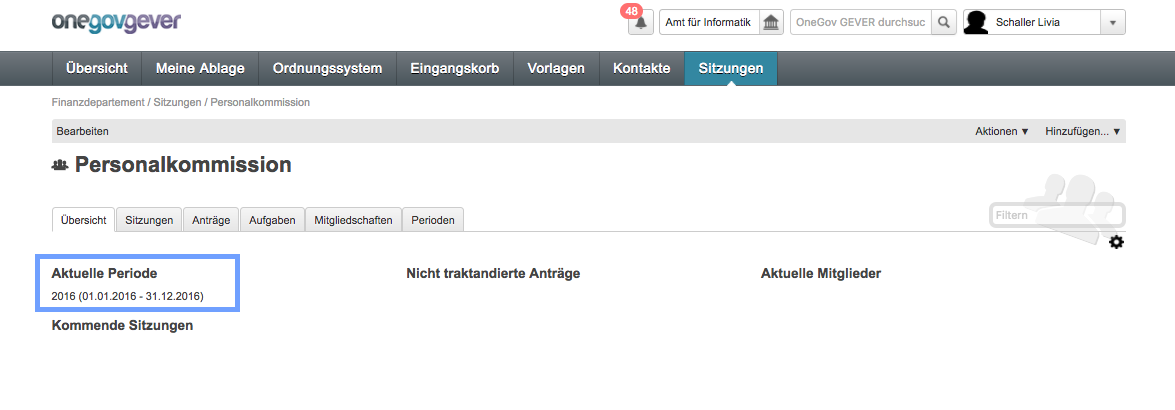 onegovgever
48
Amt für Informatik
OneGov GEVER durchsuc
Schaller Livia
Übersicht Meine Ablage Ordnungssystem Eingangskorb Vorlagen Kontakte Sitzungen
Finanzdepartement / Sitzungen / Personalkommission
Bearbeiten Aktionen ▼ Hinzufügen... ▼
Personalkommission
Übersicht Sitzungen Anträge Aufgaben Mitgliedschaften Perioden
Filtern
Aktuelle Periode Nicht traktandierte Anträge Aktuelle Mitglieder
2016 (01.01.2016 - 31.12.2016)
Kommende Sitzungen